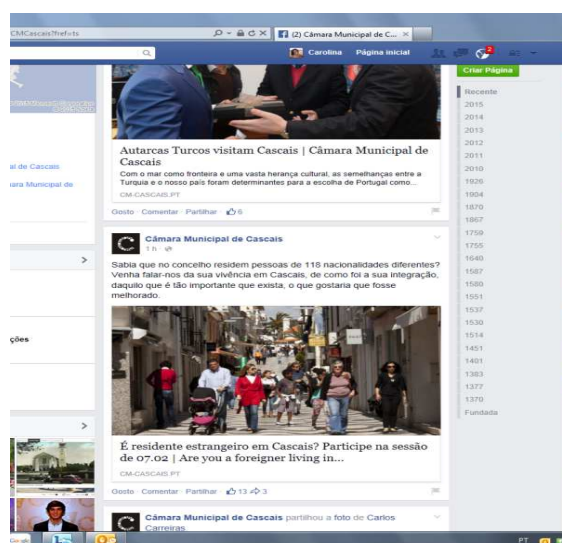 CMCascais?fref=ts
(2) Câmara Municipal de C...
Carolina Página inicial
2
Criar Página
Recente
2015
2014
2013
2012
2011
2010
1926
1904
1870
1867
1759
1755
1640
1587
1580
1551
1537
1530
1514
1451
1401
1383
1377
1370
Fundada
al de Cascais
ara Municipal de
ções
Autarcas Turcos visitam Cascais | Câmara Municipal de
Cascais
Com o mar como fronteira e uma vasta herança cultural, as semelhanças entre a
Turquia e o nosso país foram determinantes para a escolha de Portugal como...
CM-CASCAIS.PT
Gosto · Comentar · Partilhar · 6
Câmara Municipal de Cascais
1 h ·
Sabia que no concelho residem pessoas de 118 nacionalidades diferentes?
Venha falar-nos da sua vivência em Cascais, de como foi a sua integração,
daquilo que é tão importante que exista, o que gostaria que fosse
melhorado.
É residente estrangeiro em Cascais? Participe na sessão
de 07.02 | Are you a foreigner living in...
CM-CASCAIS.PT
Gosto · Comentar · Partilhar · 13 3
Câmara Municipal de Cascais partilhou a foto de Carlos
Carreiras.
PT